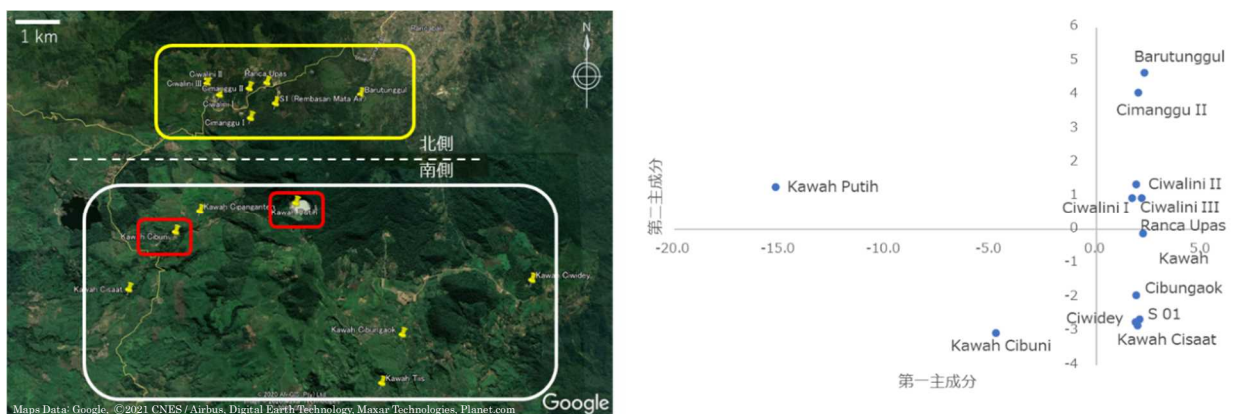 1 km
N
Ciwalini II
Ranca Upas
Ciwalini III
Cimanggu II
Barutunggul
Ciwalini I
S1 (Rembasan Mata A
Cimanggu I
北側
南側
Kawah Cipanganten
Kawah Putih
Kawah Cibuni
Kawah Ciwidey
Kawah Cisaat
Kawah Cibungaok
Kawah Tiis
Google
Maps Data: Google, ©2021 CNES / Airbus, Digital Earth Technology, Maxar Technologies, Planet.com
第二主成分
6
5
4
3
2
1
0
-1
-2
-3
-4
-20.0
-15.0
-10.0
-5.0
0.0
5.0
Barutunggul
Cimanggu II
Kawah Putih
Ciwalini II
Ciwalini I
Ciwalini III
Ranca Upas
Kawah
Cibungaok
Ciwidey
S 01
Kawah Cisaat
Kawah Cibuni
第一主成分